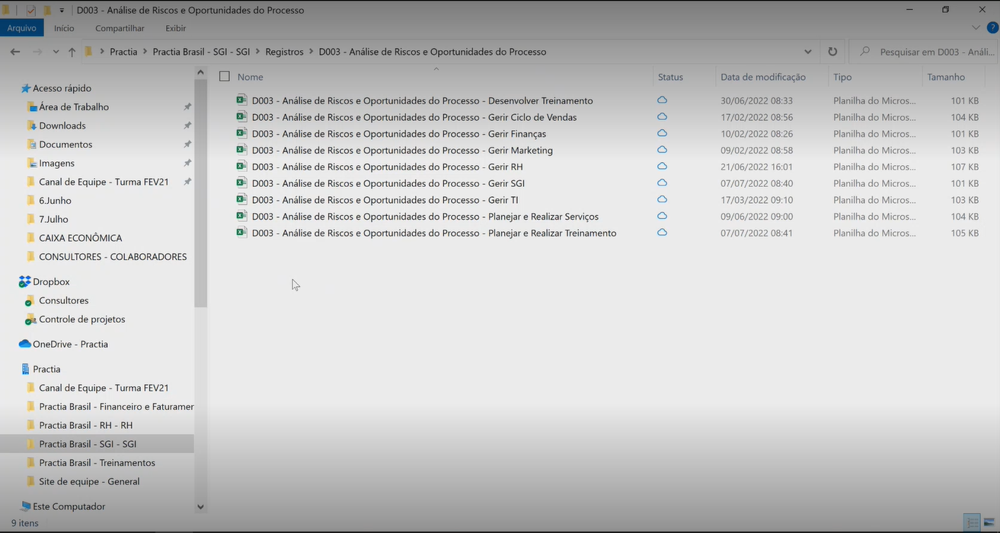 D003 - Análise de Riscos e Oportunidades do Processo
Arquivo Início Compartilhar Exibir
Practia Practia Brasil - SGI - SGI Registros D003 - Análise de Riscos e Oportunidades do Processo Pesquisar em D003 - Análi...
Nome Status Data de modificação Tipo Tamanho
D003 - Análise de Riscos e Oportunidades do Processo - Desenvolver Treinamento 30/06/2022 08:33 Planilha do Micros... 101 KB
D003 - Análise de Riscos e Oportunidades do Processo - Gerir Ciclo de Vendas 17/02/2022 08:56 Planilha do Micros... 104 KB
D003 - Análise de Riscos e Oportunidades do Processo - Gerir Finanças 10/02/2022 08:26 Planilha do Micros... 101 KB
D003 - Análise de Riscos e Oportunidades do Processo - Gerir Marketing 09/02/2022 08:58 Planilha do Micros... 103 KB
D003 - Análise de Riscos e Oportunidades do Processo - Gerir RH 21/06/2022 16:01 Planilha do Micros... 107 KB
D003 - Análise de Riscos e Oportunidades do Processo - Gerir SGI 07/07/2022 08:40 Planilha do Micros... 101 KB
D003 - Análise de Riscos e Oportunidades do Processo - Gerir TI 17/03/2022 09:10 Planilha do Micros... 103 KB
D003 - Análise de Riscos e Oportunidades do Processo - Planejar e Realizar Serviços 09/06/2022 09:00 Planilha do Micros... 104 KB
D003 - Análise de Riscos e Oportunidades do Processo - Planejar e Realizar Treinamento 07/07/2022 08:41 Planilha do Micros... 105 KB
Acesso rápido
Área de Trabalho
Downloads
Documentos
Imagens
Canal de Equipe - Turma FEV21
6.Junho
7.Julho
CAIXA ECONÔMICA
CONSULTORES - COLABORADORES
Dropbox
Consultores
Controle de projetos
OneDrive - Practia
Practia
Canal de Equipe - Turma FEV21
Practia Brasil - Financeiro e Faturamer
Practia Brasil - RH - RH
Practia Brasil - SGI - SGI
Practia Brasil - Treinamentos
Site de equipe - General
Este Computador
9 itens